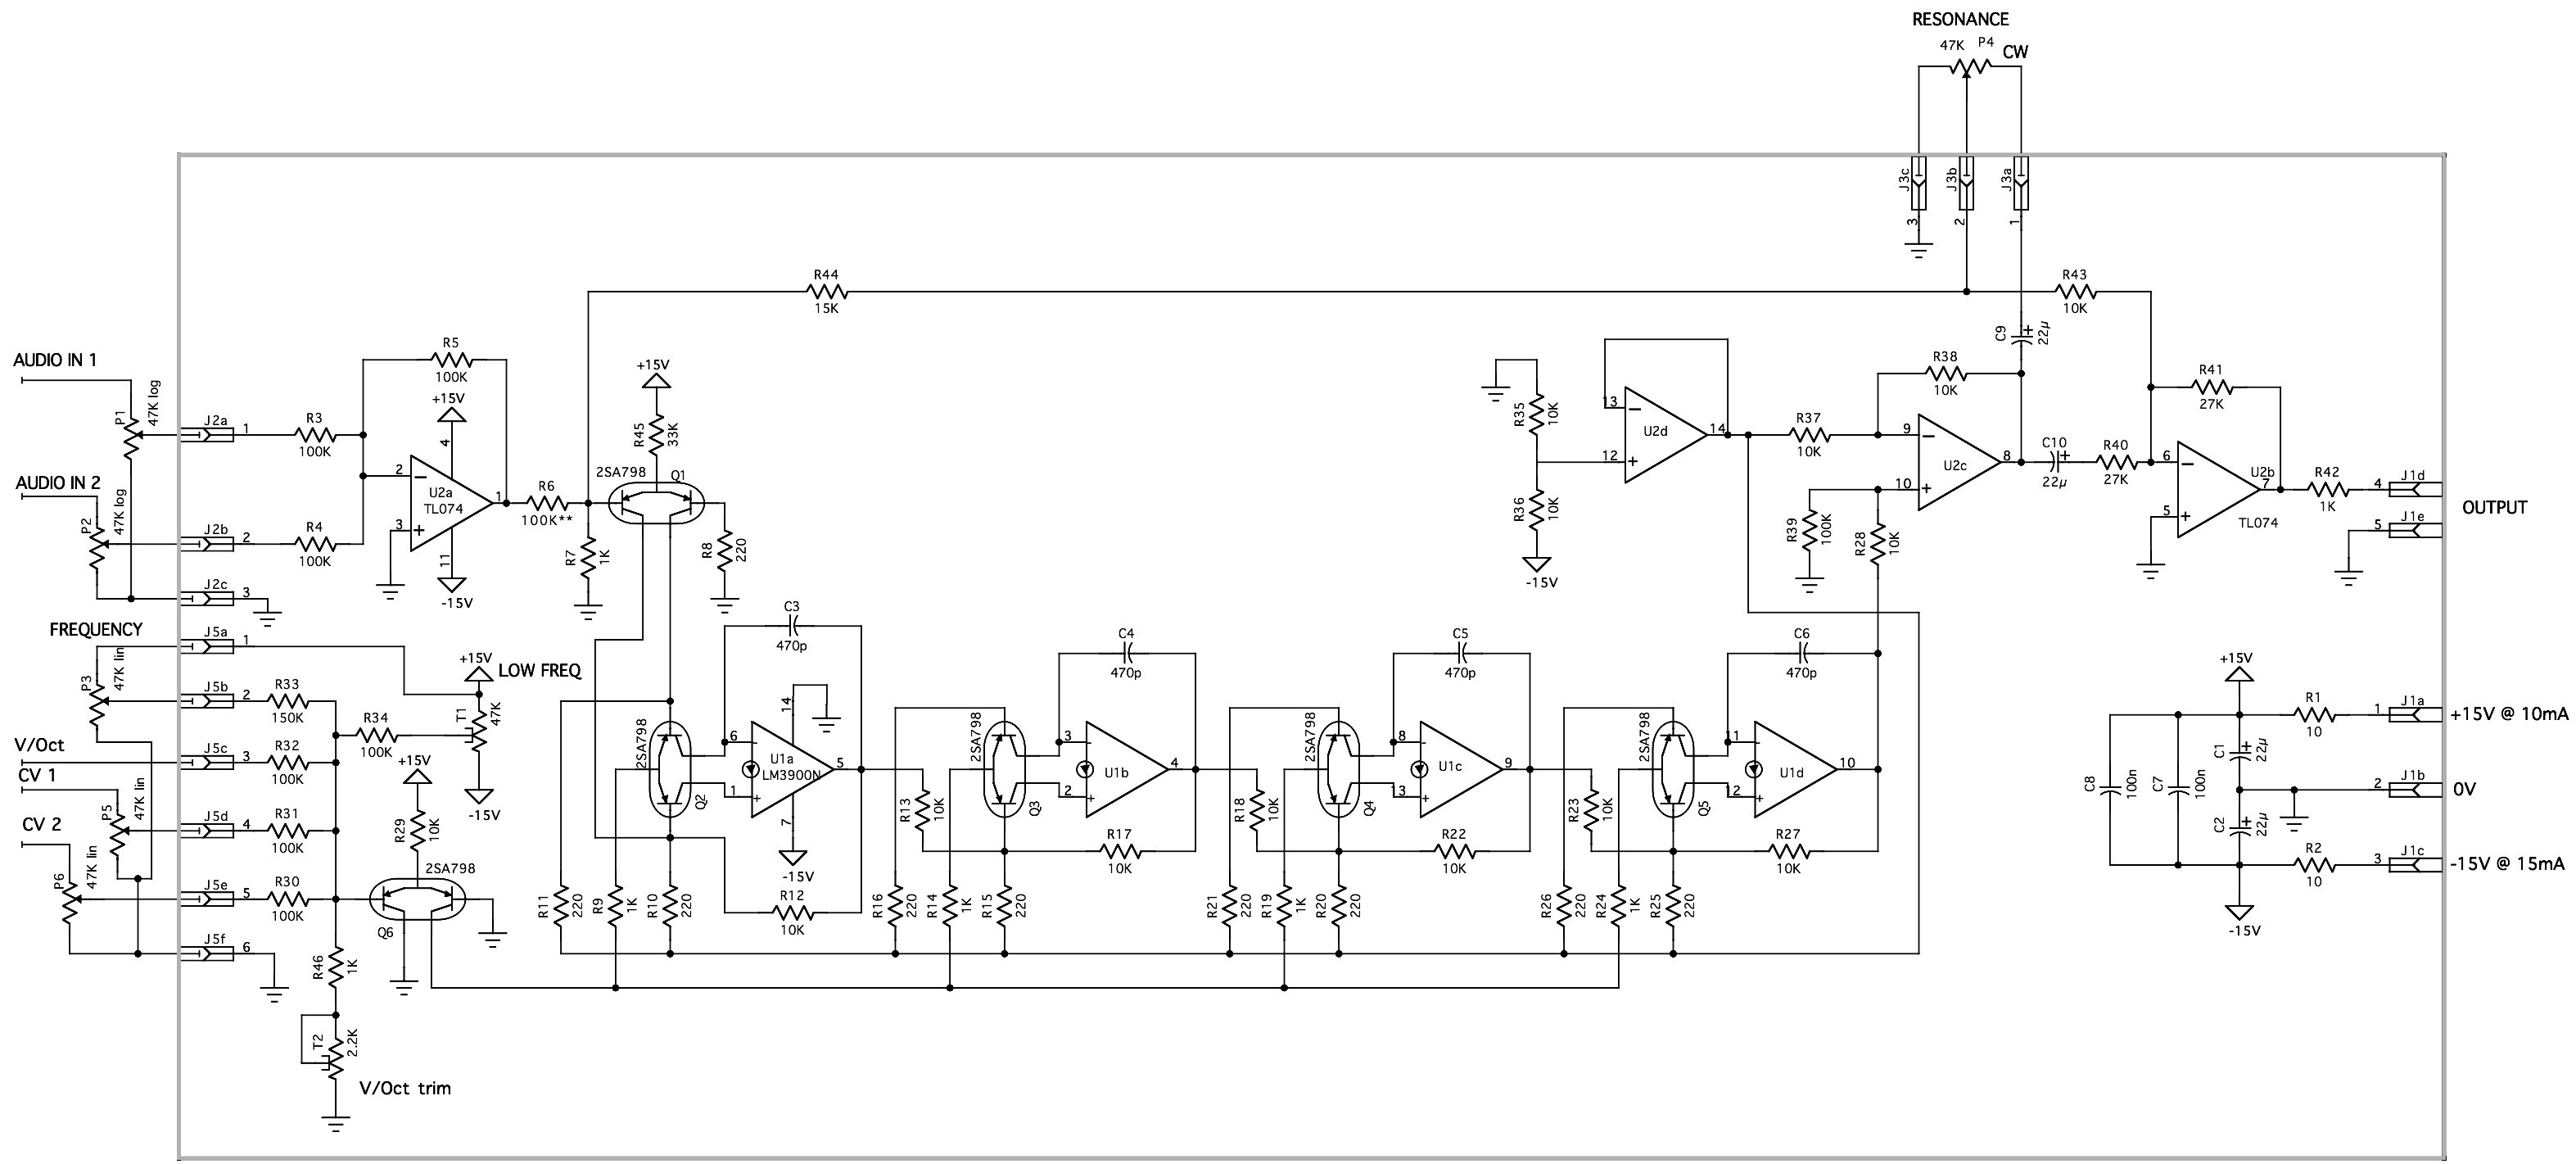 RESONANCE
47K P4 CW
J3c
J3b
J3a
3
2
1
R44
15K
R43
10K
C9
22µ
+
AUDIO IN 1
P1
47K log
J2a
1
R3
100K
R5
100K
+15V
4
2
3
U2a
TL074
1
11
-15V
AUDIO IN 2
P2
47K log
J2b
2
R4
100K
J2c
3
R6
100K**
R7
1K
+15V
R45
33K
2SA798
Q1
R8
220
R35
10K
R36
10K
-15V
13
12
U2d
14
R37
10K
R38
10K
9
10
U2c
8
R39
100K
R28
10K
C10
+
22µ
R40
27K
R41
27K
6
5
U2b
7
TL074
R42
1K
4
J1d
5
J1e
OUTPUT
FREQUENCY
P3
47K lin
J5a
1
J5b
2
R33
150K
R34
100K
+15V
LOW FREQ
T1
47K
-15V
V/Oct
J5c
3
R32
100K
CV 1
P5
47K lin
J5d
4
R31
100K
CV 2
P6
47K lin
J5e
5
R30
100K
J5f
6
+15V
R29
10K
2SA798
Q6
R46
1K
T2
2.2K
V/Oct trim
C3
470p
2SA798
Q2
6
1
14
U1a
LM3900N
5
7
-15V
R11
220
R9
1K
R10
220
R12
10K
C4
470p
2SA798
Q3
3
2
U1b
4
R13
10K
R17
10K
R16
220
R14
1K
R15
220
C5
470p
2SA798
Q4
8
13
U1c
9
R18
10K
R22
10K
R21
220
R19
1K
R20
220
C6
470p
2SA798
Q5
11
12
U1d
10
R23
10K
R27
10K
R26
220
R24
1K
R25
220
+15V
C8
100n
C7
100n
C1
+
22µ
C2
+
22µ
-15V
R1
10
1
J1a
+15V @ 10mA
2
J1b
0V
R2
10
3
J1c
-15V @ 15mA